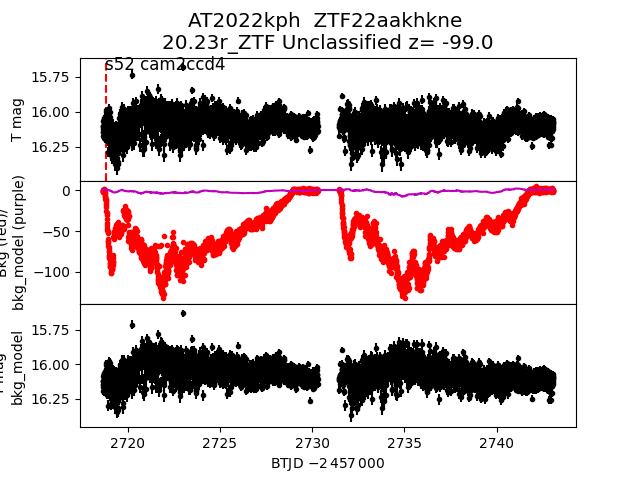 AT2022kph  ZTF22aakhkne
20.23r_ZTF Unclassified z= -99.0
s52 cam2ccd4
15.75
16.00
16.25
T mag
0
−50
−100
Bkg (red)/
bkg_model (purple)
15.75
16.00
16.25
mag
bkg_model
2720
2725
2730
2735
2740
BTJD −2 457 000